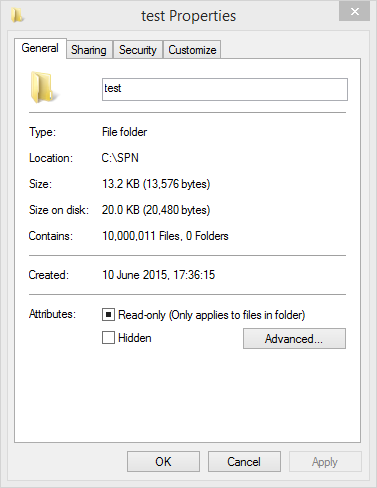 test Properties
General Sharing Security Customize
test
Type: File folder
Location: C:\SPN
Size: 13.2 KB (13,576 bytes)
Size on disk: 20.0 KB (20,480 bytes)
Contains: 10,000,011 Files, 0 Folders
Created: 10 June 2015, 17:36:15
Attributes: Read-only (Only applies to files in folder)
Hidden Advanced...
OK Cancel Apply